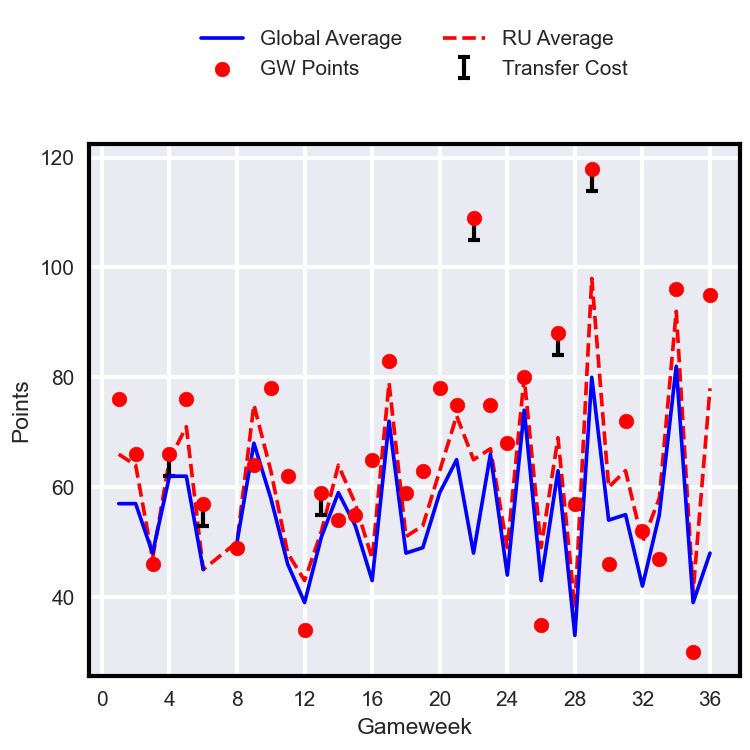 Global Average
RU Average
GW Points
Transfer Cost
120
100
80
60
40
Points
0 4 8 12 16 20 24 28 32 36
Gameweek